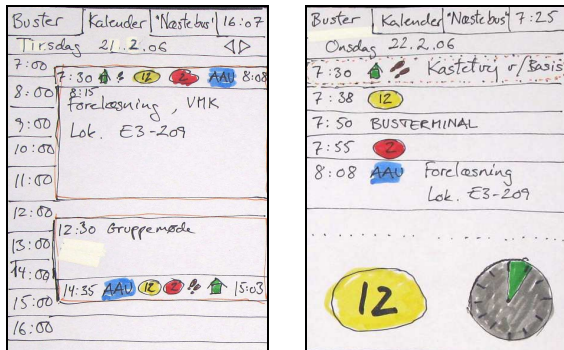 Buster Kalender "Næste bus" 16:07
Tirsdag 21.2.06
7:00
7:30 12 2 AAU 8:08
8:00 8:15
Forelæsning, VMK
9:00 Lok. E3-209
10:00
11:00
12:00
12:30 Gruppemøde
13:00
14:00
14:35 AAU 12 2 15:03
15:00
16:00
Buster Kalender "Næste bus" 7:25
Onsdag 22.2.06
7:30 Kastetvej v/Basis
7:38 12
7:50 BUSTERMINAL
7:55 2
8:08 AAU Forelæsning
Lok. E3-209
12